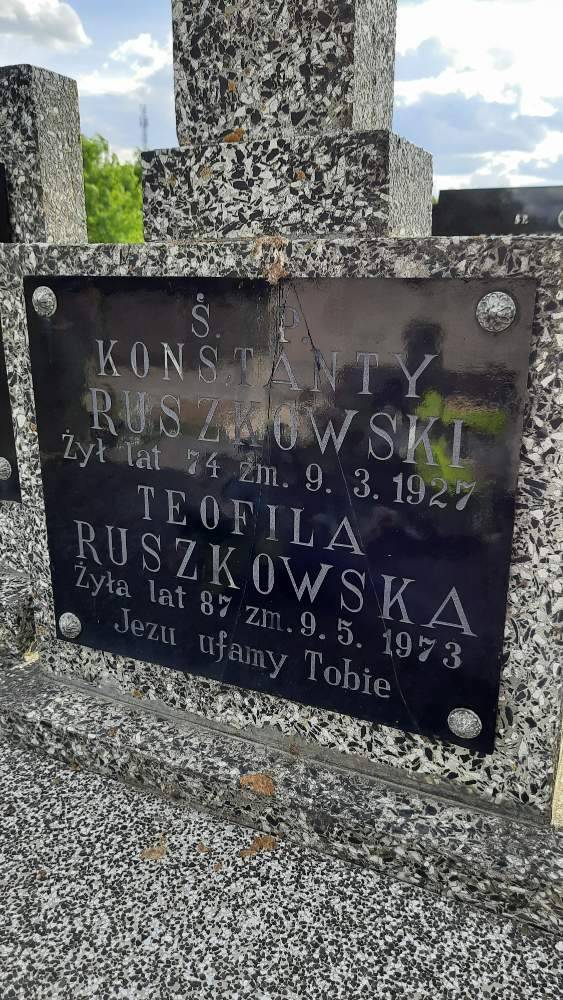 Ś. P.
KONSTANTY
RUSZKOWSKI
Żył lat 74 zm. 9. 3. 1927
TEOFILA
RUSZKOWSKA
Żyła lat 87 zm. 9. 5. 1973
Jezu ufamy Tobie